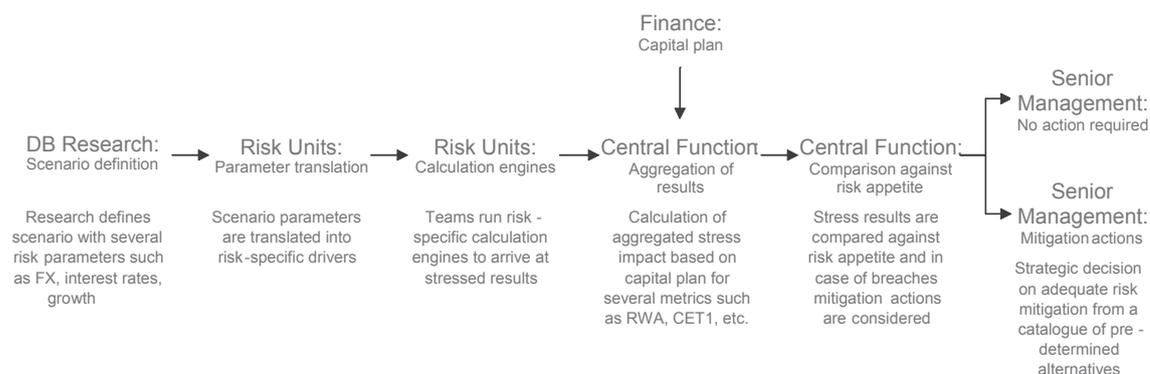 Finance:
Capital plan
DB Research:
Scenario definition
Research defines
scenario with several
risk parameters such
as FX, interest rates,
growth
Risk Units:
Parameter translation
Scenario parameters
are translated into
risk-specific drivers
Risk Units:
Calculation engines
Teams run risk -
specific calculation
engines to arrive at
stressed results
Central Function:
Aggregation of
results
Calculation of
aggregated stress
impact based on
capital plan for
several metrics such
as RWA, CET1, etc.
Central Function:
Comparison against
risk appetite
Stress results are
compared against
risk appetite and in
case of breaches
mitigation actions
are considered
Senior
Management:
No action required
Senior
Management:
Mitigation actions
Strategic decision
on adequate risk
mitigation from a
catalogue of pre -
determined
alternatives